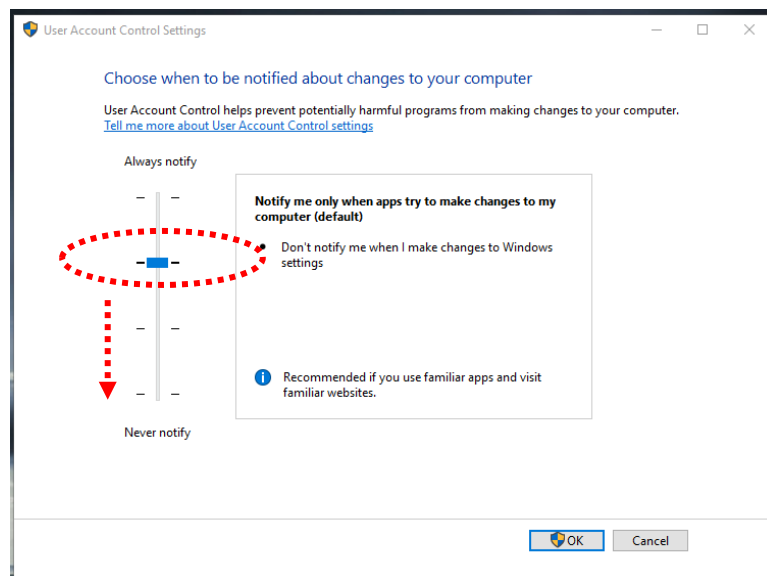 User Account Control Settings
Choose when to be notified about changes to your computer
User Account Control helps prevent potentially harmful programs from making changes to your computer.
Tell me more about User Account Control settings
Always notify
Notify me only when apps try to make changes to my
computer (default)
• Don't notify me when I make changes to Windows
settings
Recommended if you use familiar apps and visit
familiar websites.
Never notify
OK
Cancel